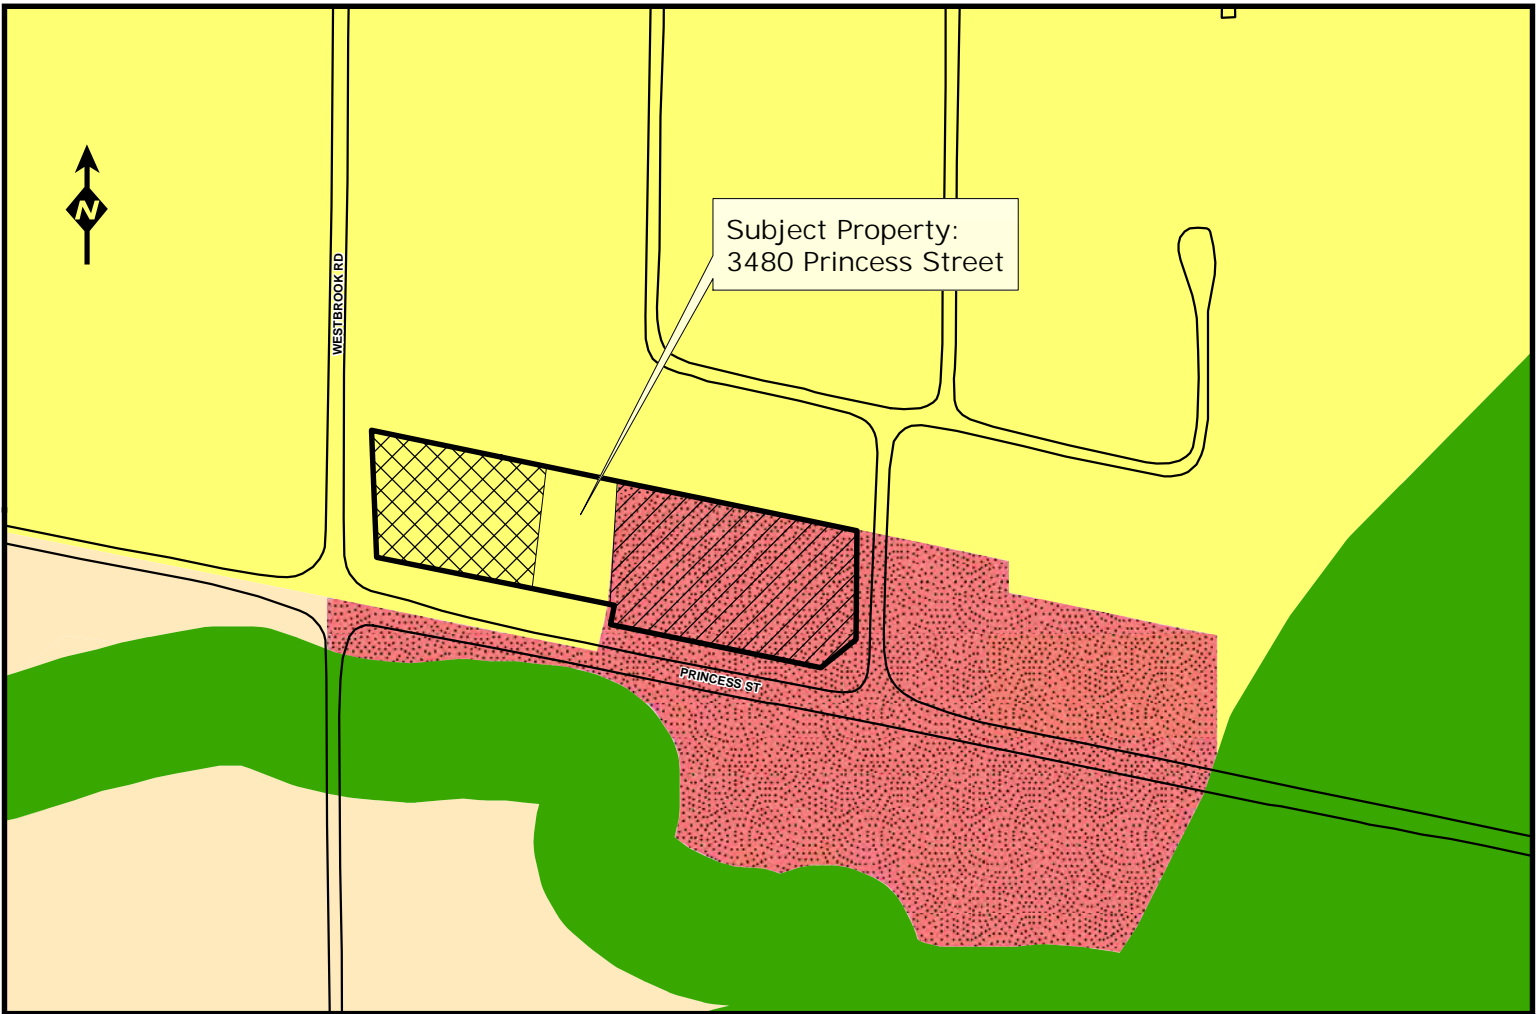 Subject Property:
3480 Princess Street
N
WESTBROOK RD
PRINCESS ST